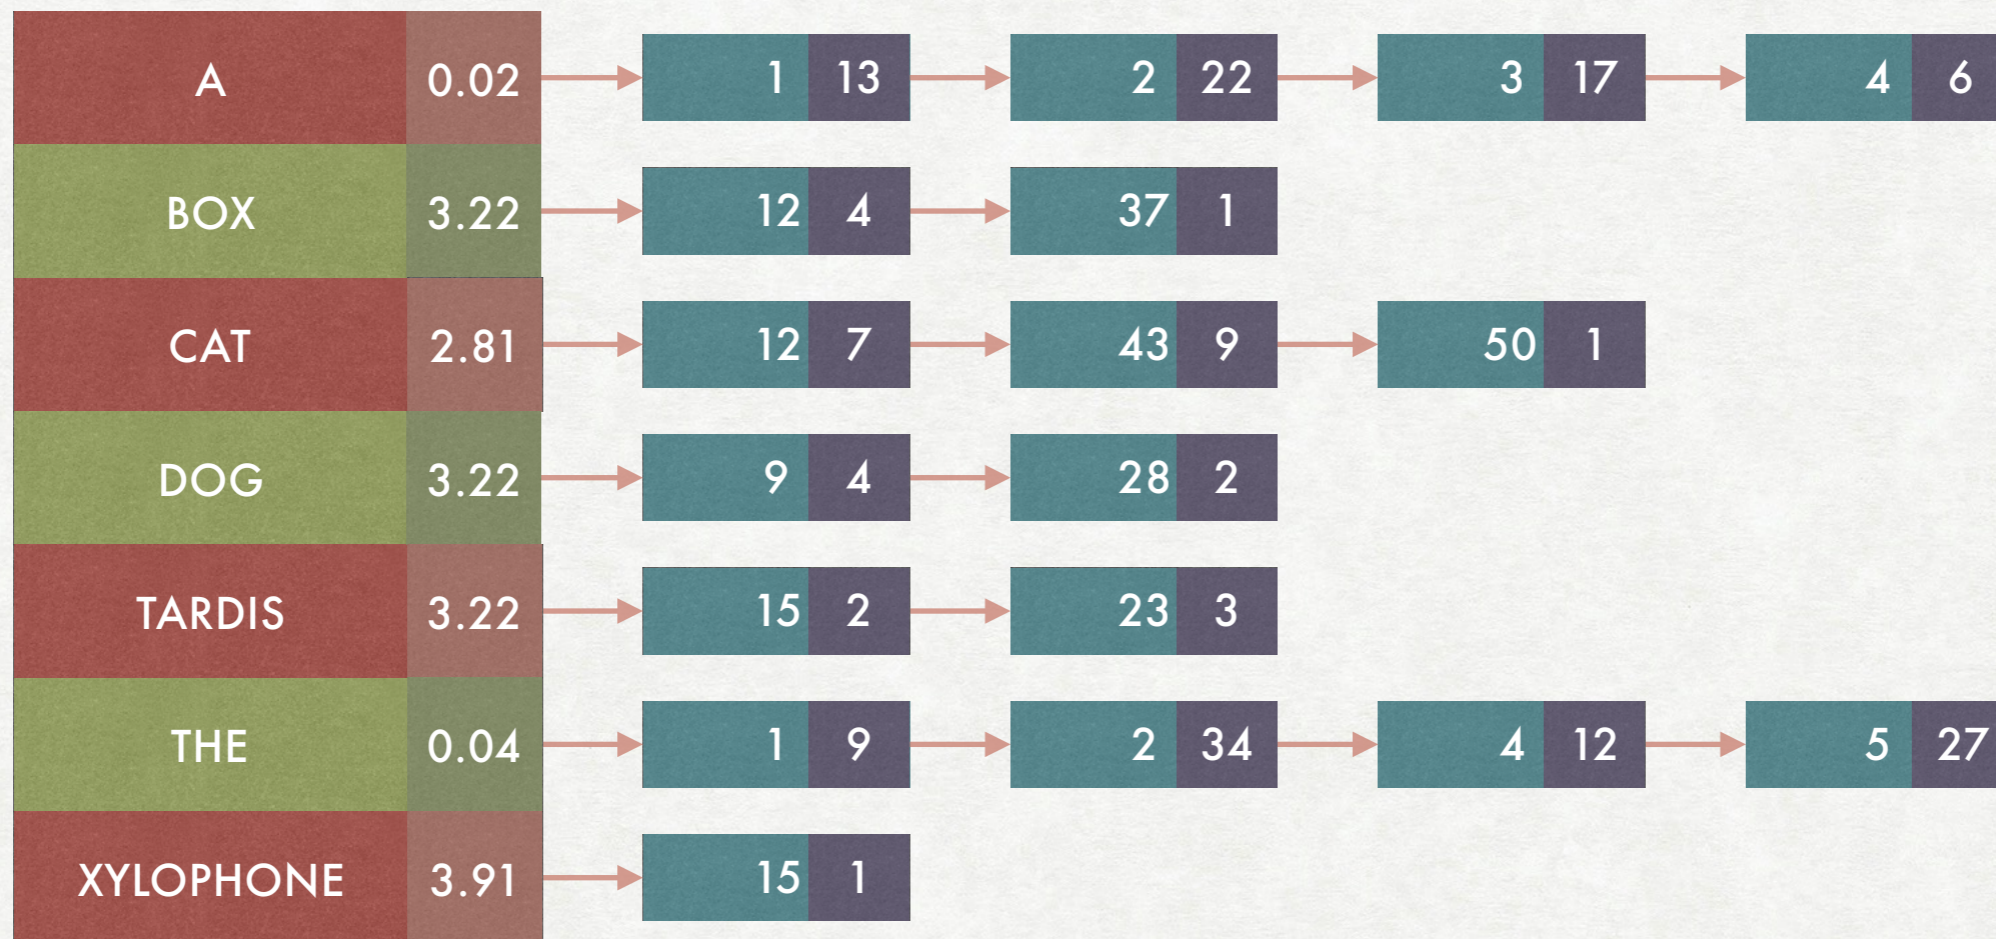 A 0.02 1 13 2 22 3 17 4 6
BOX 3.22 12 4 37 1
CAT 2.81 12 7 43 9 50 1
DOG 3.22 9 4 28 2
TARDIS 3.22 15 2 23 3
THE 0.04 1 9 2 34 4 12 5 27
XYLOPHONE 3.91 15 1